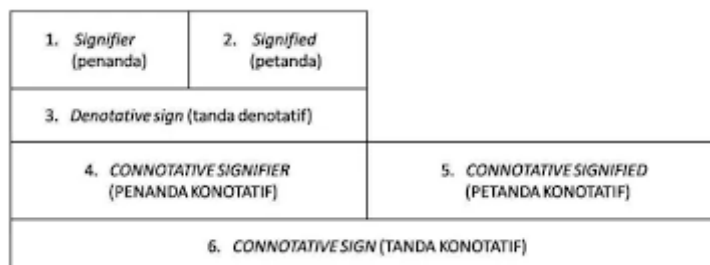 1. Signifier
(penanda)
2. Signified
(petanda)
3. Denotative sign (tanda denotatif)
4. CONNOTATIVE SIGNIFIER
(PENANDA KONOTATIF)
5. CONNOTATIVE SIGNIFIED
(PETANDA KONOTATIF)
6. CONNOTATIVE SIGN (TANDA KONOTATIF)